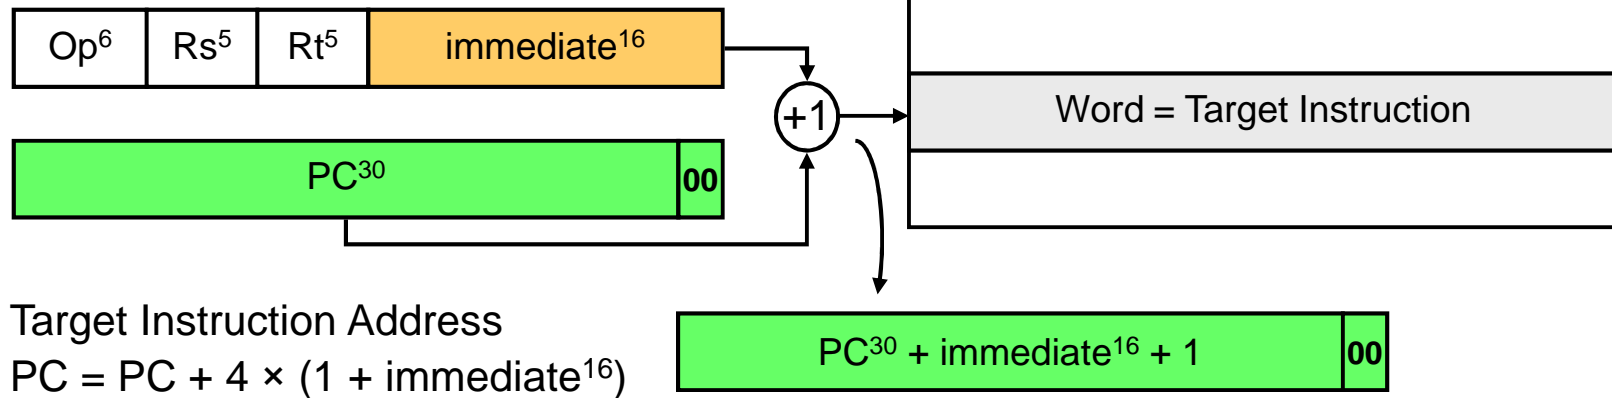 Op⁶ Rs⁵ Rt⁵ immediate¹⁶
+1
Word = Target Instruction
PC³⁰ 00
Target Instruction Address
PC = PC + 4 × (1 + immediate¹⁶)
PC³⁰ + immediate¹⁶ + 1 00